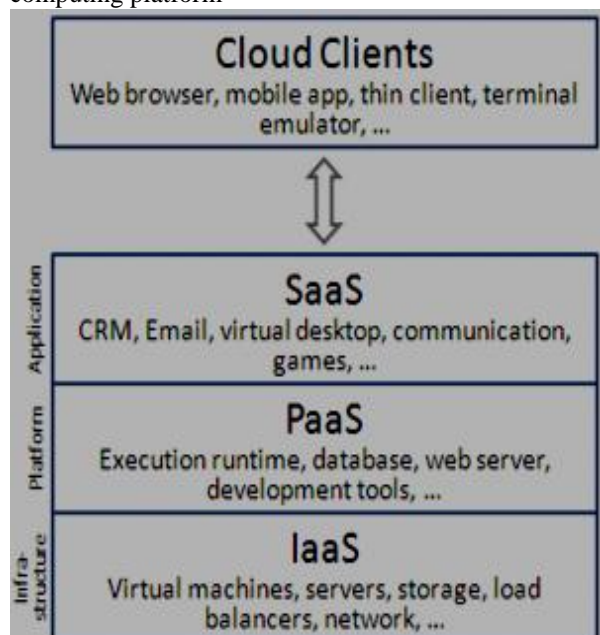 computing platform
Cloud Clients
Web browser, mobile app, thin client, terminal
emulator, ...
Application
SaaS
CRM, Email, virtual desktop, communication,
games, ...
Platform
PaaS
Execution runtime, database, web server,
development tools, ...
Infra-
structure
IaaS
Virtual machines, servers, storage, load
balancers, network, ...